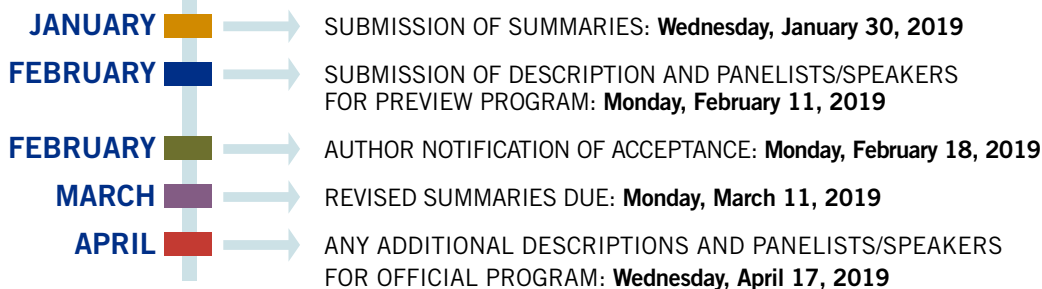 JANUARY SUBMISSION OF SUMMARIES: Wednesday, January 30, 2019
FEBRUARY SUBMISSION OF DESCRIPTION AND PANELISTS/SPEAKERS
FOR PREVIEW PROGRAM: Monday, February 11, 2019
FEBRUARY AUTHOR NOTIFICATION OF ACCEPTANCE: Monday, February 18, 2019
MARCH REVISED SUMMARIES DUE: Monday, March 11, 2019
APRIL ANY ADDITIONAL DESCRIPTIONS AND PANELISTS/SPEAKERS
FOR OFFICIAL PROGRAM: Wednesday, April 17, 2019